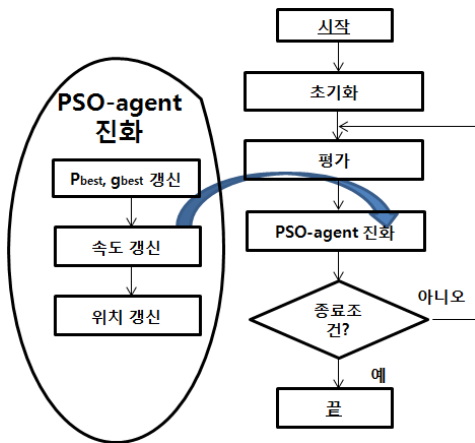 PSO-agent
진화
Pbest, gbest 갱신
속도 갱신
위치 갱신
시작
초기화
평가
PSO-agent 진화
종료조
건?
아니오
예
끝